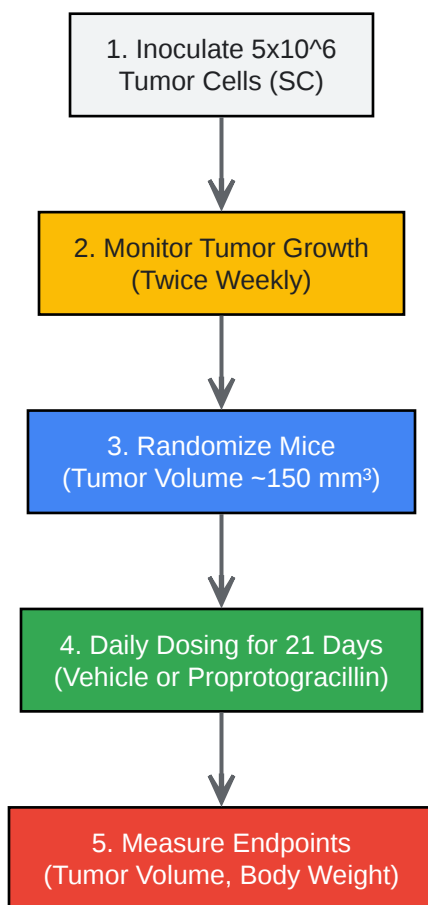 1. Inoculate 5x10^6
Tumor Cells (SC)
2. Monitor Tumor Growth
(Twice Weekly)
3. Randomize Mice
(Tumor Volume ~150 mm³)
4. Daily Dosing for 21 Days
(Vehicle or Proprotogracillin)
5. Measure Endpoints
(Tumor Volume, Body Weight)